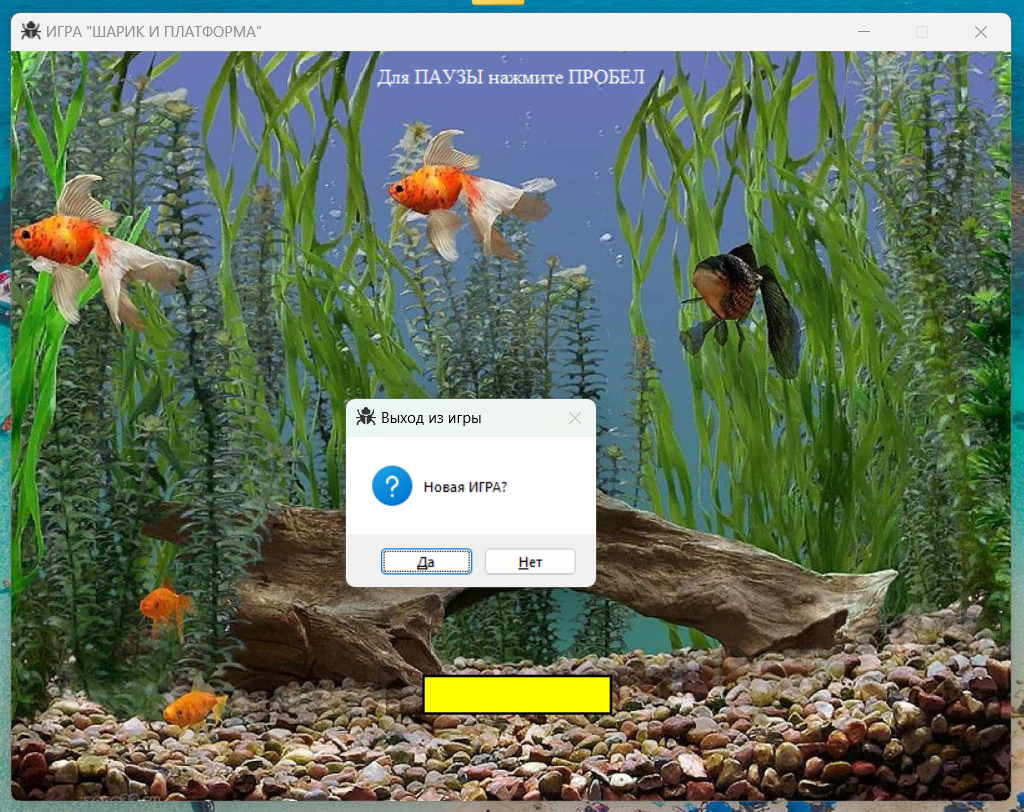 ИГРА "ШАРИК И ПЛАТФОРМА"
Для ПАУЗЫ нажмите ПРОБЕЛ
Выход из игры
Новая ИГРА?
Да
Нет